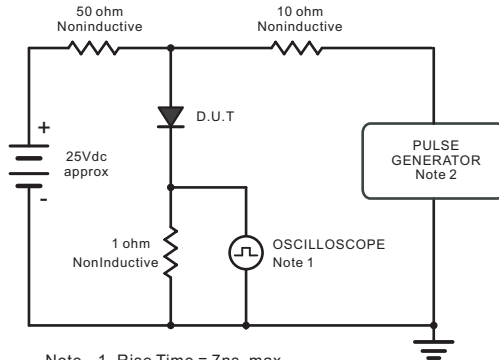 50 ohm
Noninductive
10 ohm
Noninductive
D.U.T
+
25Vdc
approx
-
PULSE
GENERATOR
Note 2
1 ohm
NonInductive
OSCILLOSCOPE
Note 1